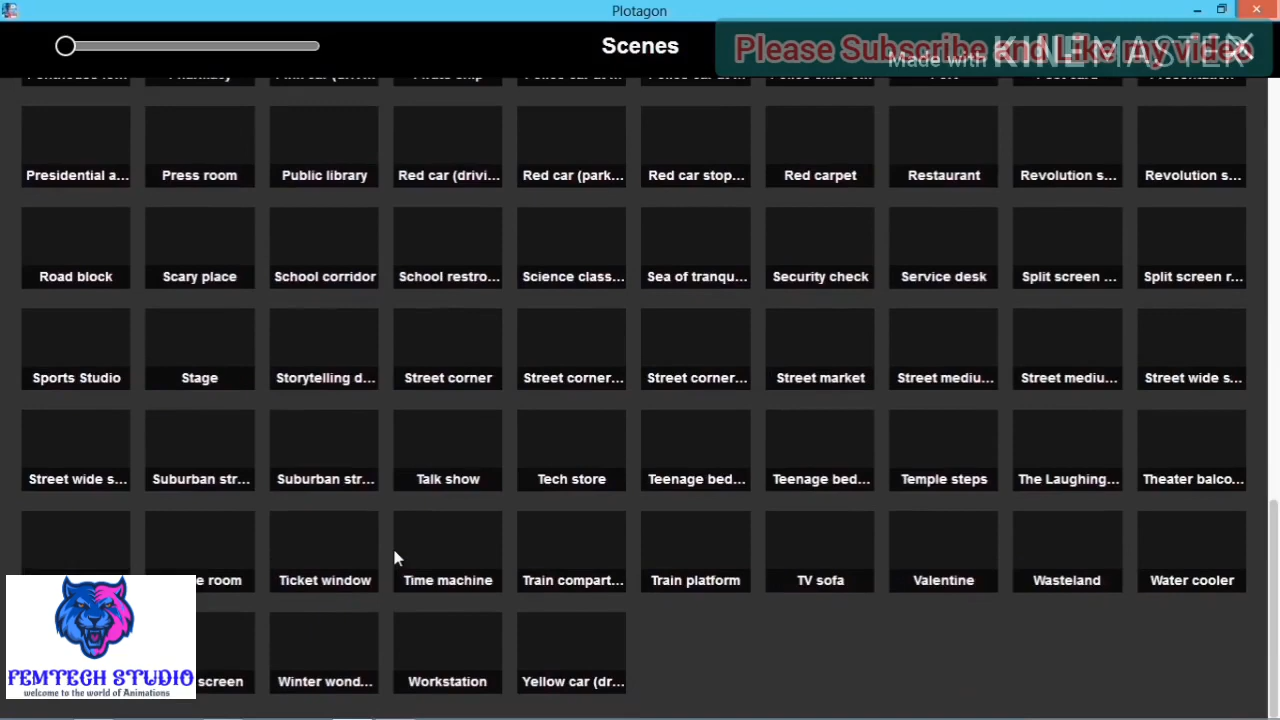 Plotagon
Scenes
Please Subscribe and Like my video
Made with KINEMASTER
Presidential a... Press room Public library Red car (drivi... Red car (park... Red car stop... Red carpet Restaurant Revolution s... Revolution s...
Road block Scary place School corridor School restro... Science class... Sea of tranqu... Security check Service desk Split screen ... Split screen r...
Sports Studio Stage Storytelling d... Street corner Street corner... Street corner... Street market Street mediu... Street mediu... Street wide s...
Street wide s... Suburban str... Suburban str... Talk show Tech store Teenage bed... Teenage bed... Temple steps The Laughing... Theater balco...
e room Ticket window Time machine Train compart... Train platform TV sofa Valentine Wasteland Water cooler
screen Winter wond... Workstation Yellow car (dr...
FEMTECH STUDIO
welcome to the world of Animations